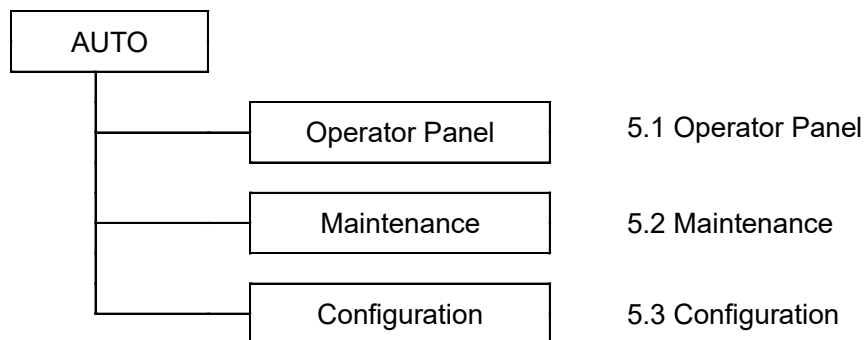 AUTO
Operator Panel
5.1 Operator Panel
Maintenance
5.2 Maintenance
Configuration
5.3 Configuration